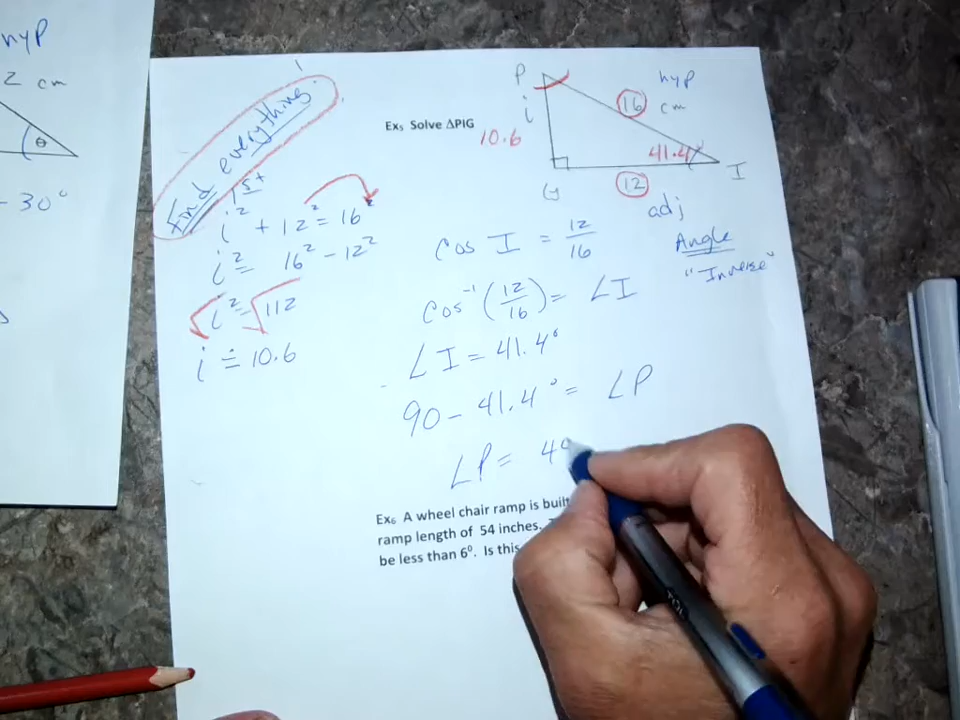 hyp
2 cm
θ
30°
Find everything!
Ex5 Solve ΔPIG
P
hyp
i
16 cm
10.6
41.4
I
G
12
adj
1st
i² + 12² = 16²
i² = 16² - 12²
i² = 112
i ≐ 10.6
cos I = 12/16
Angle
"Inverse"
cos⁻¹ (12/16) = ∠I
∠I = 41.4°
90 - 41.4° = ∠P
∠P = 4
Ex6 A wheel chair ramp is built
ramp length of 54 inches.
be less than 6⁰. Is this